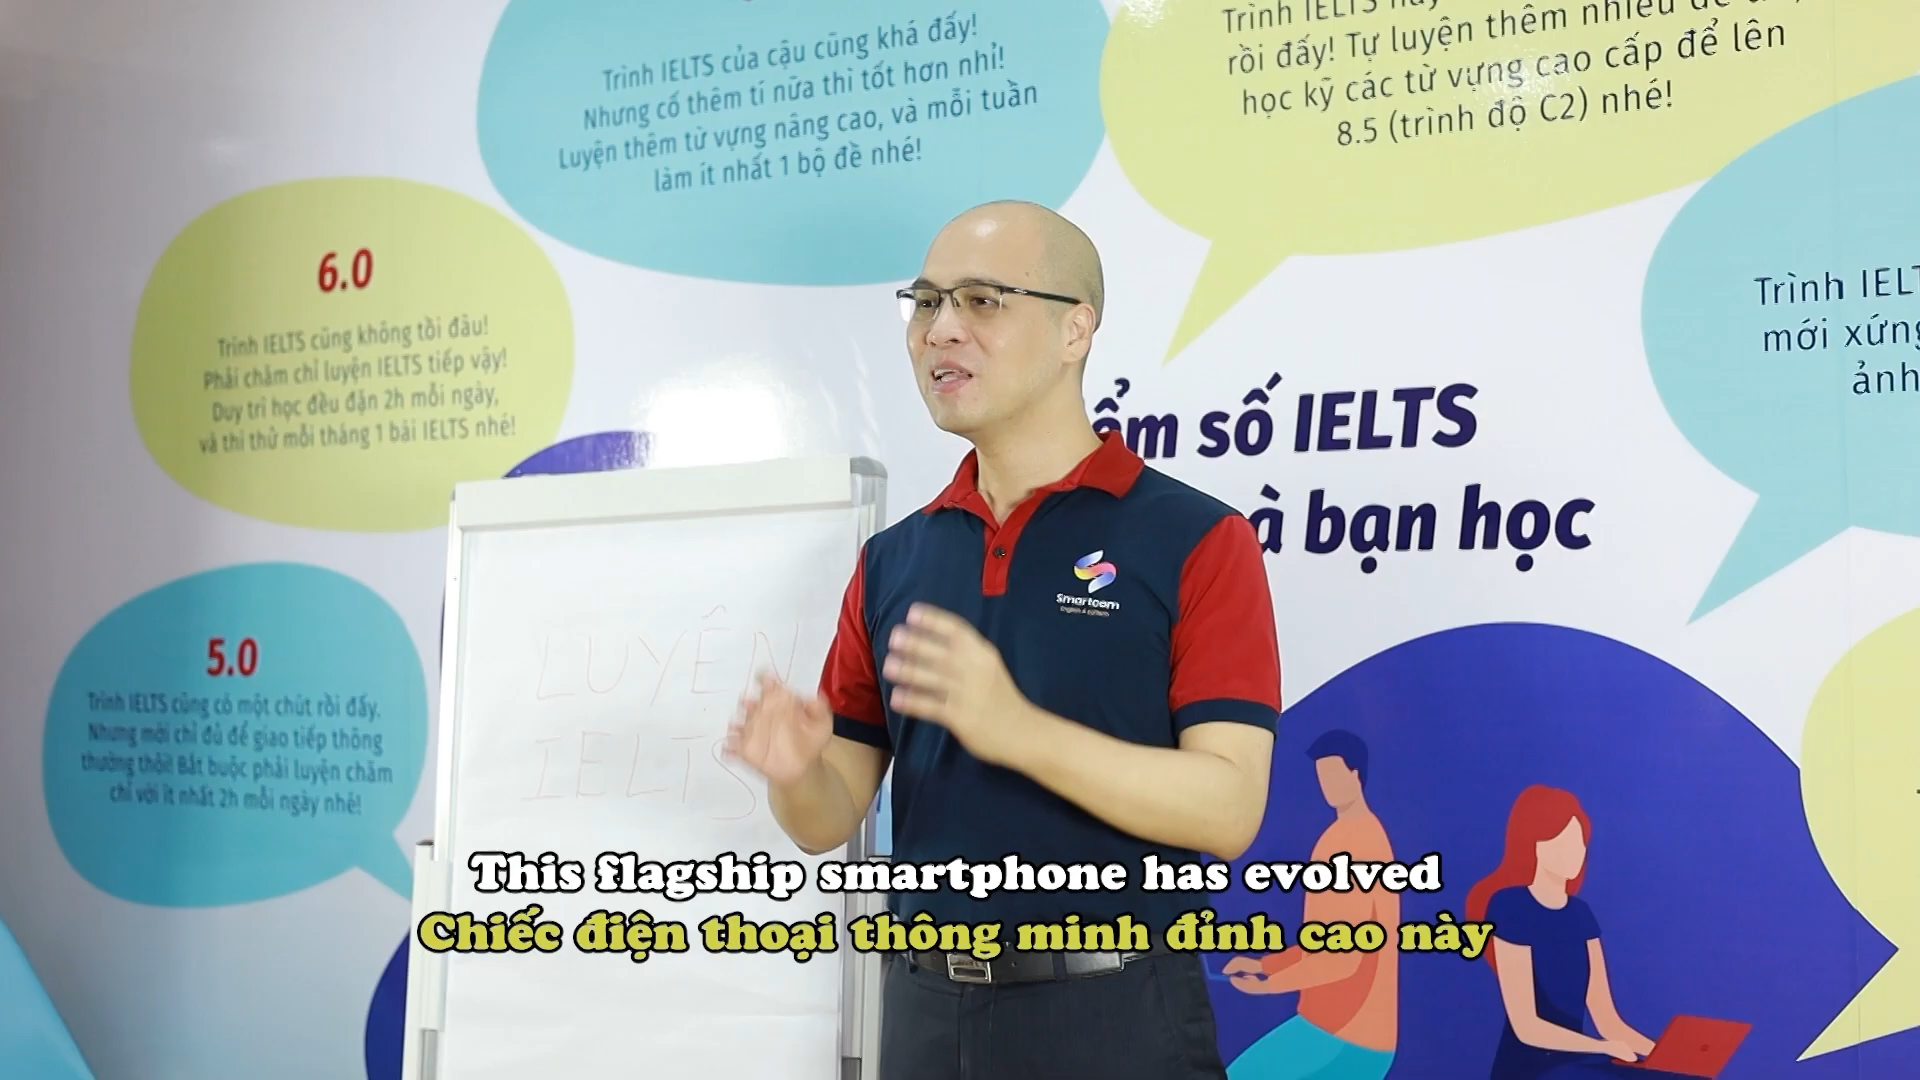 Trình IELTS của cậu cũng khá đấy!
Nhưng cố thêm tí nữa thì tốt hơn nhỉ!
Luyện thêm từ vựng nâng cao, và mỗi tuần
làm ít nhất 1 bộ đề nhé!
Trình IELTS
rồi đấy! Tự luyện thêm nhiều
học kỹ các từ vựng cao cấp để lên
8.5 (trình độ C2) nhé!
6.0
Trình IELTS cũng không tồi đâu!
Phải chăm chỉ luyện IELTS tiếp vậy!
Duy trì học đều đặn 2h mỗi ngày,
và thi thử mỗi tháng 1 bài IELTS nhé!
Trình IELT
mới xứng
ảnh
ểm số IELTS
à bạn học
5.0
Trình IELTS cũng có một chút rồi đấy.
Nhưng mới chỉ đủ để giao tiếp thông
thường thôi! Bắt buộc phải luyện chăm
chỉ với ít nhất 2h mỗi ngày nhé!
LUYỆN
IELTS
Smartcom
This flagship smartphone has evolved
Chiếc điện thoại thông minh đỉnh cao này